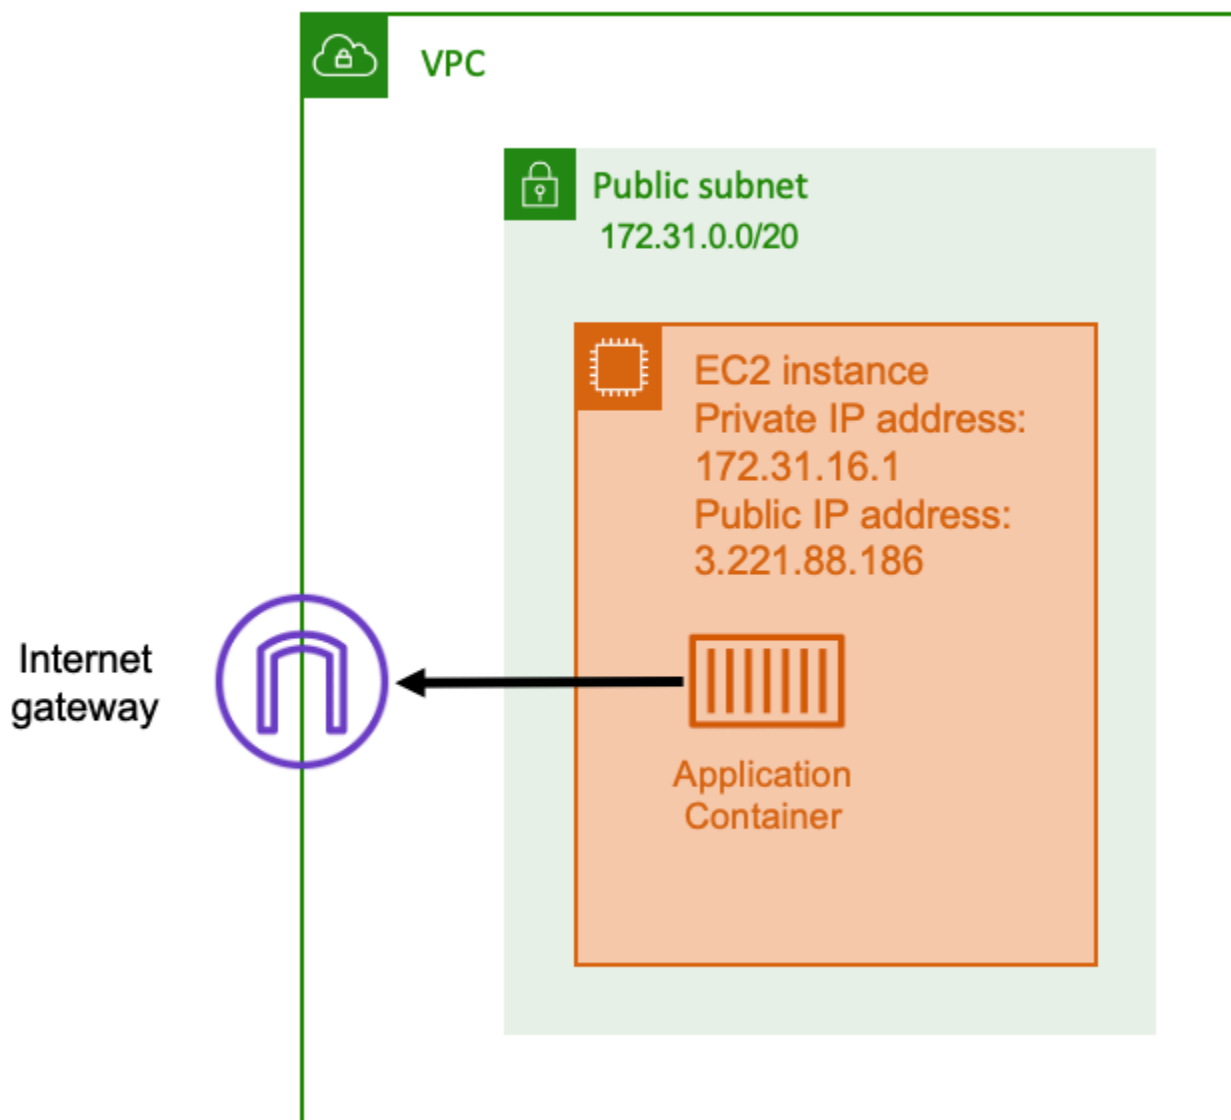 VPC
Public subnet
172.31.0.0/20
EC2 instance
Private IP address:
172.31.16.1
Public IP address:
3.221.88.186
Internet
gateway
Application
Container